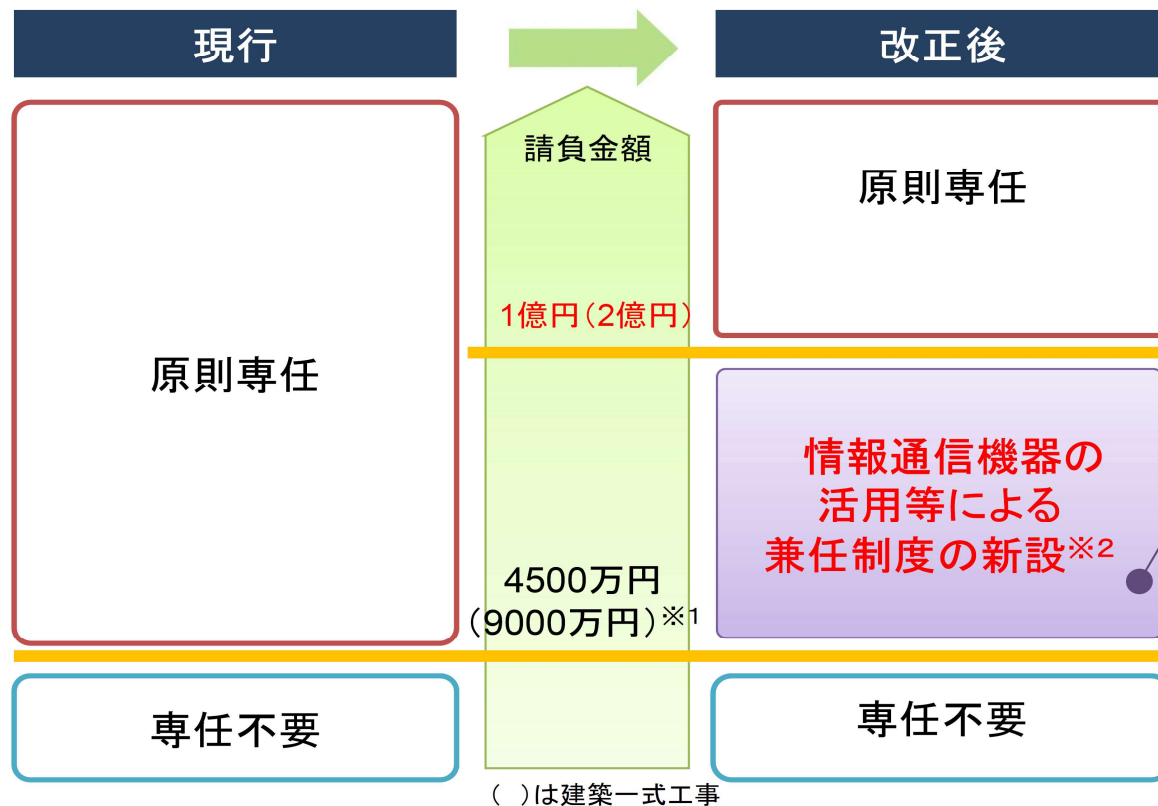 現行
改正後
請負金額
原則専任
1億円(2億円)
原則専任
情報通信機器の
活用等による
兼任制度の新設※2
4500万円
(9000万円)※1
専任不要
専任不要
( )は建築一式工事